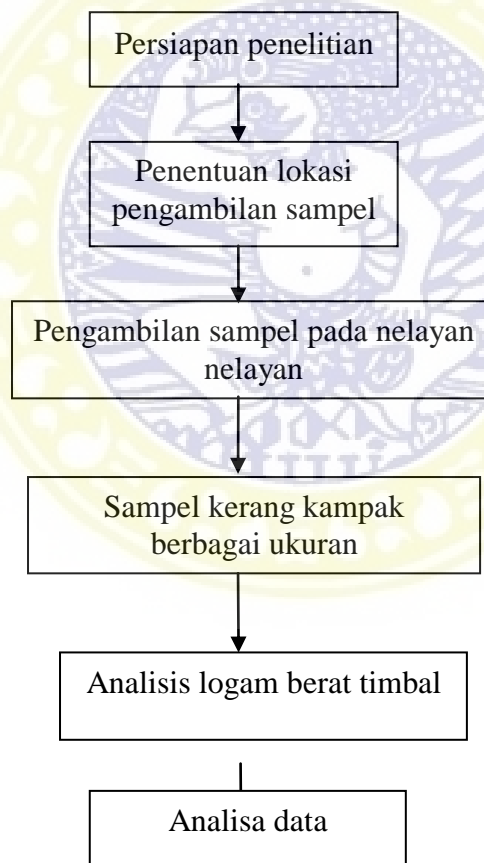 Persiapan penelitian
Penentuan lokasi
pengambilan sampel
Pengambilan sampel pada nelayan
nelayan
Sampel kerang kampak
berbagai ukuran
Analisis logam berat timbal
Analisa data